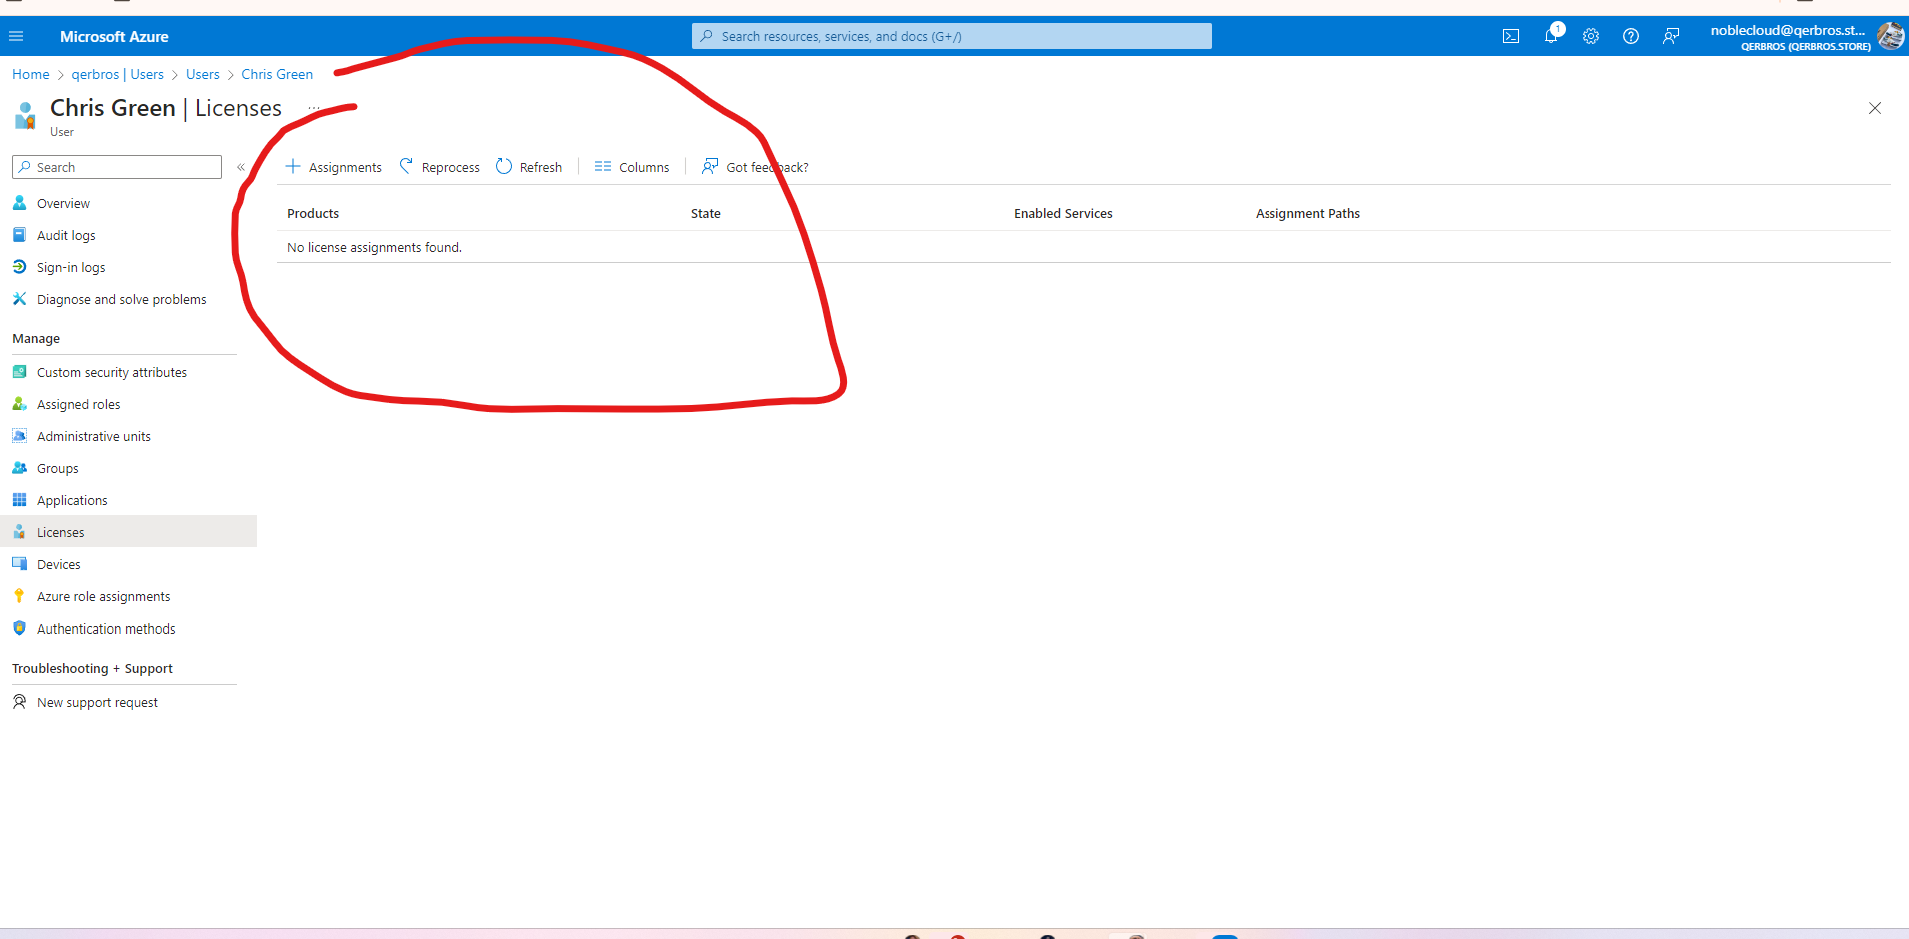 Microsoft Azure
Search resources, services, and docs (G+/)
1
noblecloud@qerbros.st...
QERBROS (QERBROS.STORE)
Home > qerbros | Users > Users > Chris Green
Chris Green | Licenses ...
User
Search «
Assignments Reprocess Refresh Columns Got feedback?
Products State Enabled Services Assignment Paths
No license assignments found.
Overview
Audit logs
Sign-in logs
Diagnose and solve problems
Manage
Custom security attributes
Assigned roles
Administrative units
Groups
Applications
Licenses
Devices
Azure role assignments
Authentication methods
Troubleshooting + Support
New support request